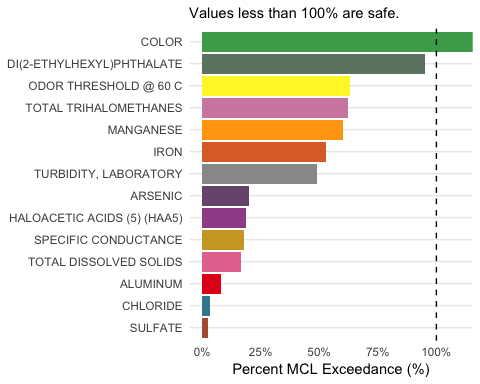 Values less than 100% are safe.
COLOR
DI(2-ETHYLHEXYL)PHTHALATE
ODOR THRESHOLD @ 60 C
TOTAL TRIHALOMETHANES
MANGANESE
IRON
TURBIDITY, LABORATORY
ARSENIC
HALOACETIC ACIDS (5) (HAA5)
SPECIFIC CONDUCTANCE
TOTAL DISSOLVED SOLIDS
ALUMINUM
CHLORIDE
SULFATE
0% 25% 50% 75% 100%
Percent MCL Exceedance (%)